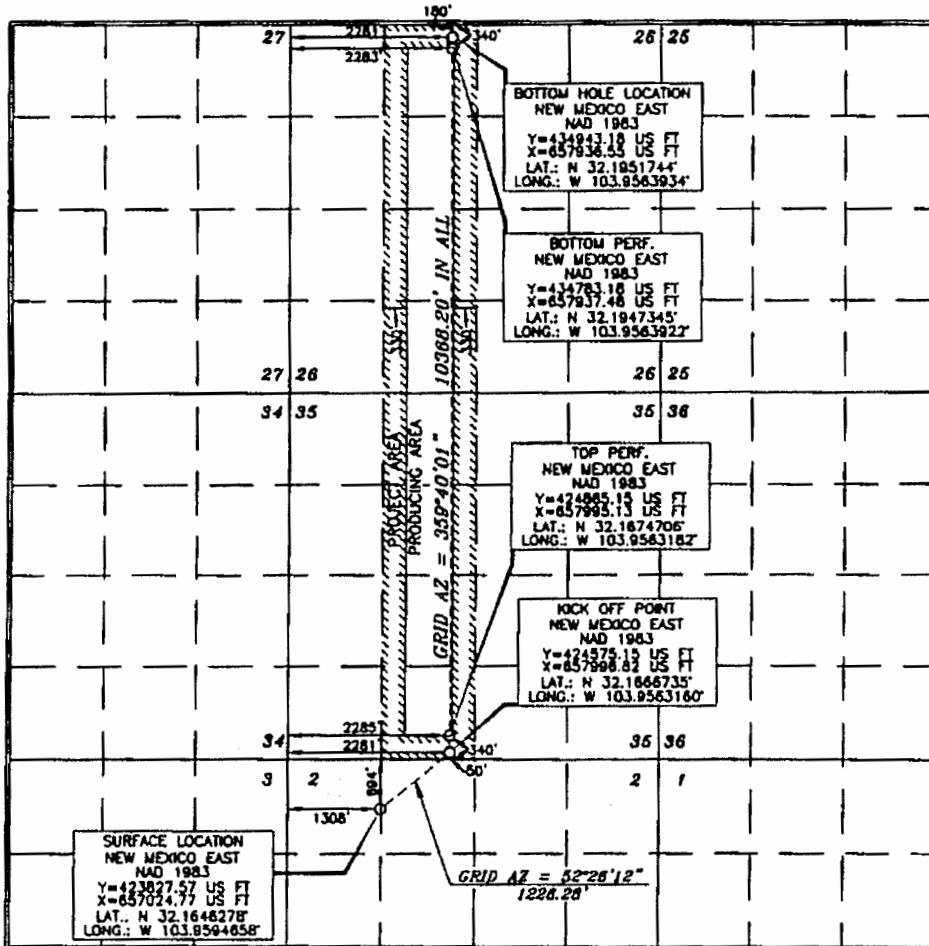 180'
27
2281'
340'
26
25
2283'
BOTTOM HOLE LOCATION
NEW MEXICO EAST
NAD 1983
Y=434943.18 US FT
X=657936.55 US FT
LAT.: N 32.1951744°
LONG.: W 103.9563934°
BOTTOM PERF.
NEW MEXICO EAST
NAD 1983
Y=434783.18 US FT
X=657937.48 US FT
LAT.: N 32.1947345°
LONG.: W 103.9563922°
GRID AZ = 359°40'01" 10368.20' IN ALL
27
26
26
25
34
35
35
36
PROJECT AREA
PRODUCING AREA
TOP PERF.
NEW MEXICO EAST
NAD 1983
Y=424865.15 US FT
X=657995.13 US FT
LAT.: N 32.1674706°
LONG.: W 103.9563182°
KICK OFF POINT
NEW MEXICO EAST
NAD 1983
Y=424575.15 US FT
X=657996.82 US FT
LAT.: N 32.1666735°
LONG.: W 103.9563160°
2285'
34
2281'
340'
35
36
50'
3
2
2
1
694'
1308'
SURFACE LOCATION
NEW MEXICO EAST
NAD 1983
Y=423827.57 US FT
X=657024.77 US FT
LAT.: N 32.1646278°
LONG.: W 103.9594658°
GRID AZ = 52°26'12"
1226.26'